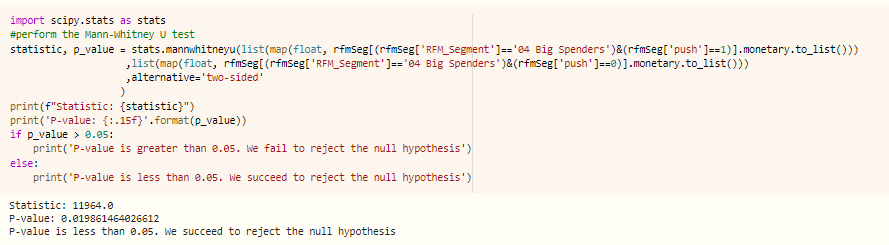 import scipy.stats as stats
#perform the Mann-Whitney U test
statistic, p_value = stats.mannwhitneyu(list(map(float, rfmSeg[(rfmSeg['RFM_Segment']=='04 Big Spenders')&(rfmSeg['push']==1)].monetary.to_list()))
,list(map(float, rfmSeg[(rfmSeg['RFM_Segment']=='04 Big Spenders')&(rfmSeg['push']==0)].monetary.to_list()))
,alternative='two-sided'
)
print(f"Statistic: {statistic}")
print('P-value: {:.15f}'.format(p_value))
if p_value > 0.05:
print('P-value is greater than 0.05. We fail to reject the null hypothesis')
else:
print('P-value is less than 0.05. We succeed to reject the null hypothesis')
Statistic: 11964.0
P-value: 0.019861464026612
P-value is less than 0.05. We succeed to reject the null hypothesis